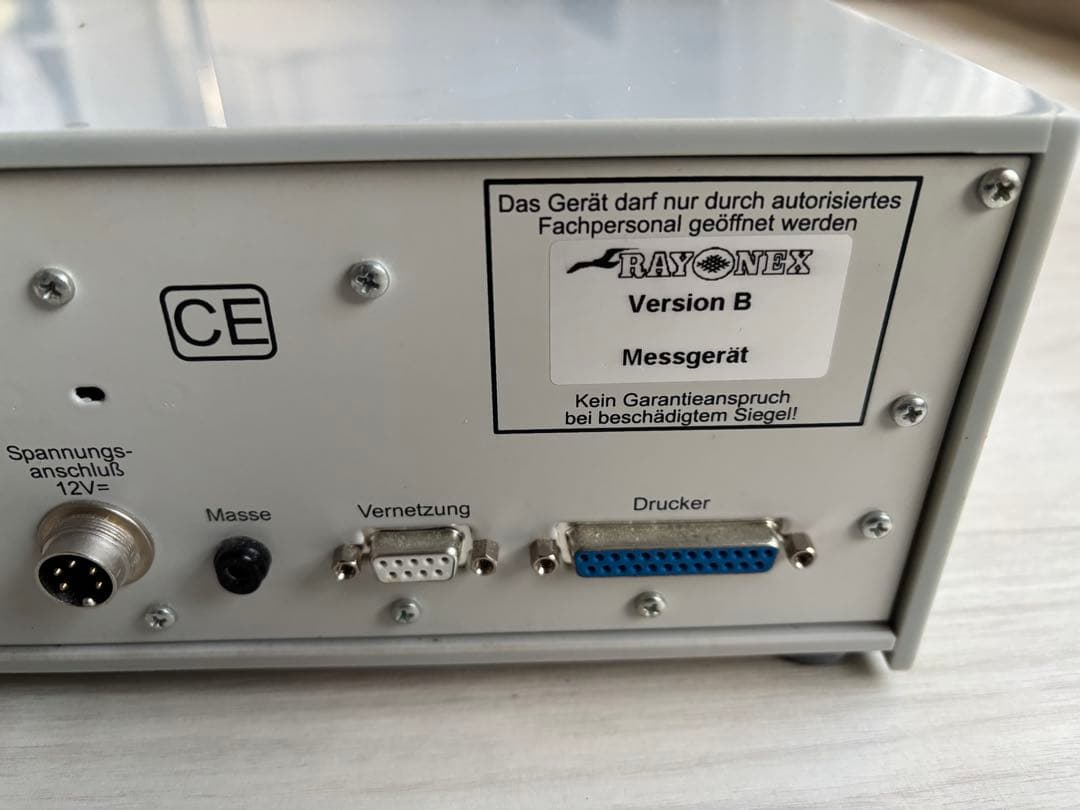 Das Gerät darf nur durch autorisiertes
Fachpersonal geöffnet werden
RAYONEX
Version B
Messgerät
Kein Garantieanspruch
bei beschädigtem Siegel!
CE
Spannungs-
anschluß
12V=
Masse
Vernetzung
Drucker